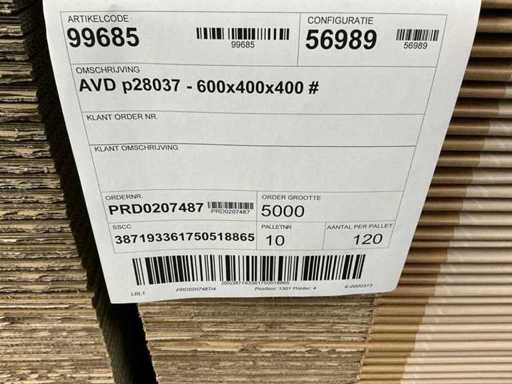 ARTIKELCODE
99685
99685
CONFIGURATIE
56989
56989
OMSCHRIJVING
AVD p28037 - 600x400x400 #
KLANT ORDER NR.
KLANT OMSCHRIJVING
ORDERNR.
PRD0207487
PRD0207487
ORDER GROOTTE
5000
SSCC
387193361750518865
PALLETNR
10
AANTAL PER PALLET
120